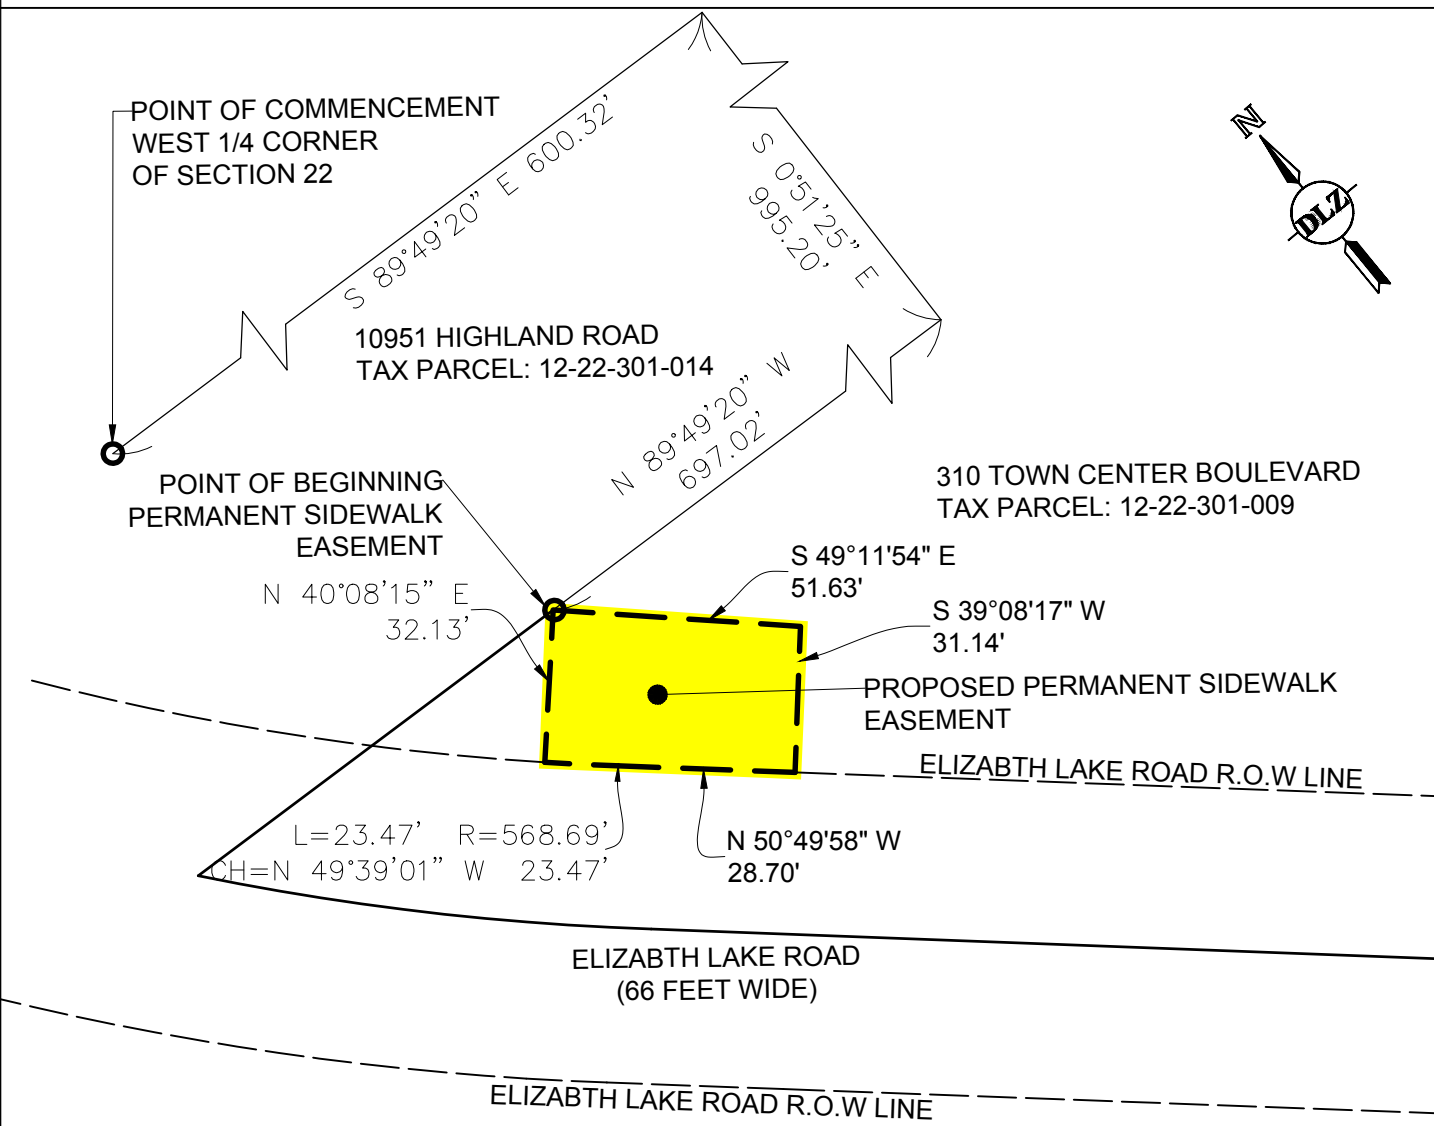 POINT OF COMMENCEMENT
WEST 1/4 CORNER
OF SECTION 22
S 89°49'20" E 600.32'
S 0°51'25" E
995.20'
N
DLZ
10951 HIGHLAND ROAD
TAX PARCEL: 12-22-301-014
N 89°49'20" W
697.02'
310 TOWN CENTER BOULEVARD
TAX PARCEL: 12-22-301-009
POINT OF BEGINNING
PERMANENT SIDEWALK
EASEMENT
N 40°08'15" E
32.13'
S 49°11'54" E
51.63'
S 39°08'17" W
31.14'
PROPOSED PERMANENT SIDEWALK
EASEMENT
ELIZABTH LAKE ROAD R.O.W LINE
L=23.47' R=568.69'
CH=N 49°39'01" W 23.47'
N 50°49'58" W
28.70'
ELIZABTH LAKE ROAD
(66 FEET WIDE)
ELIZABTH LAKE ROAD R.O.W LINE